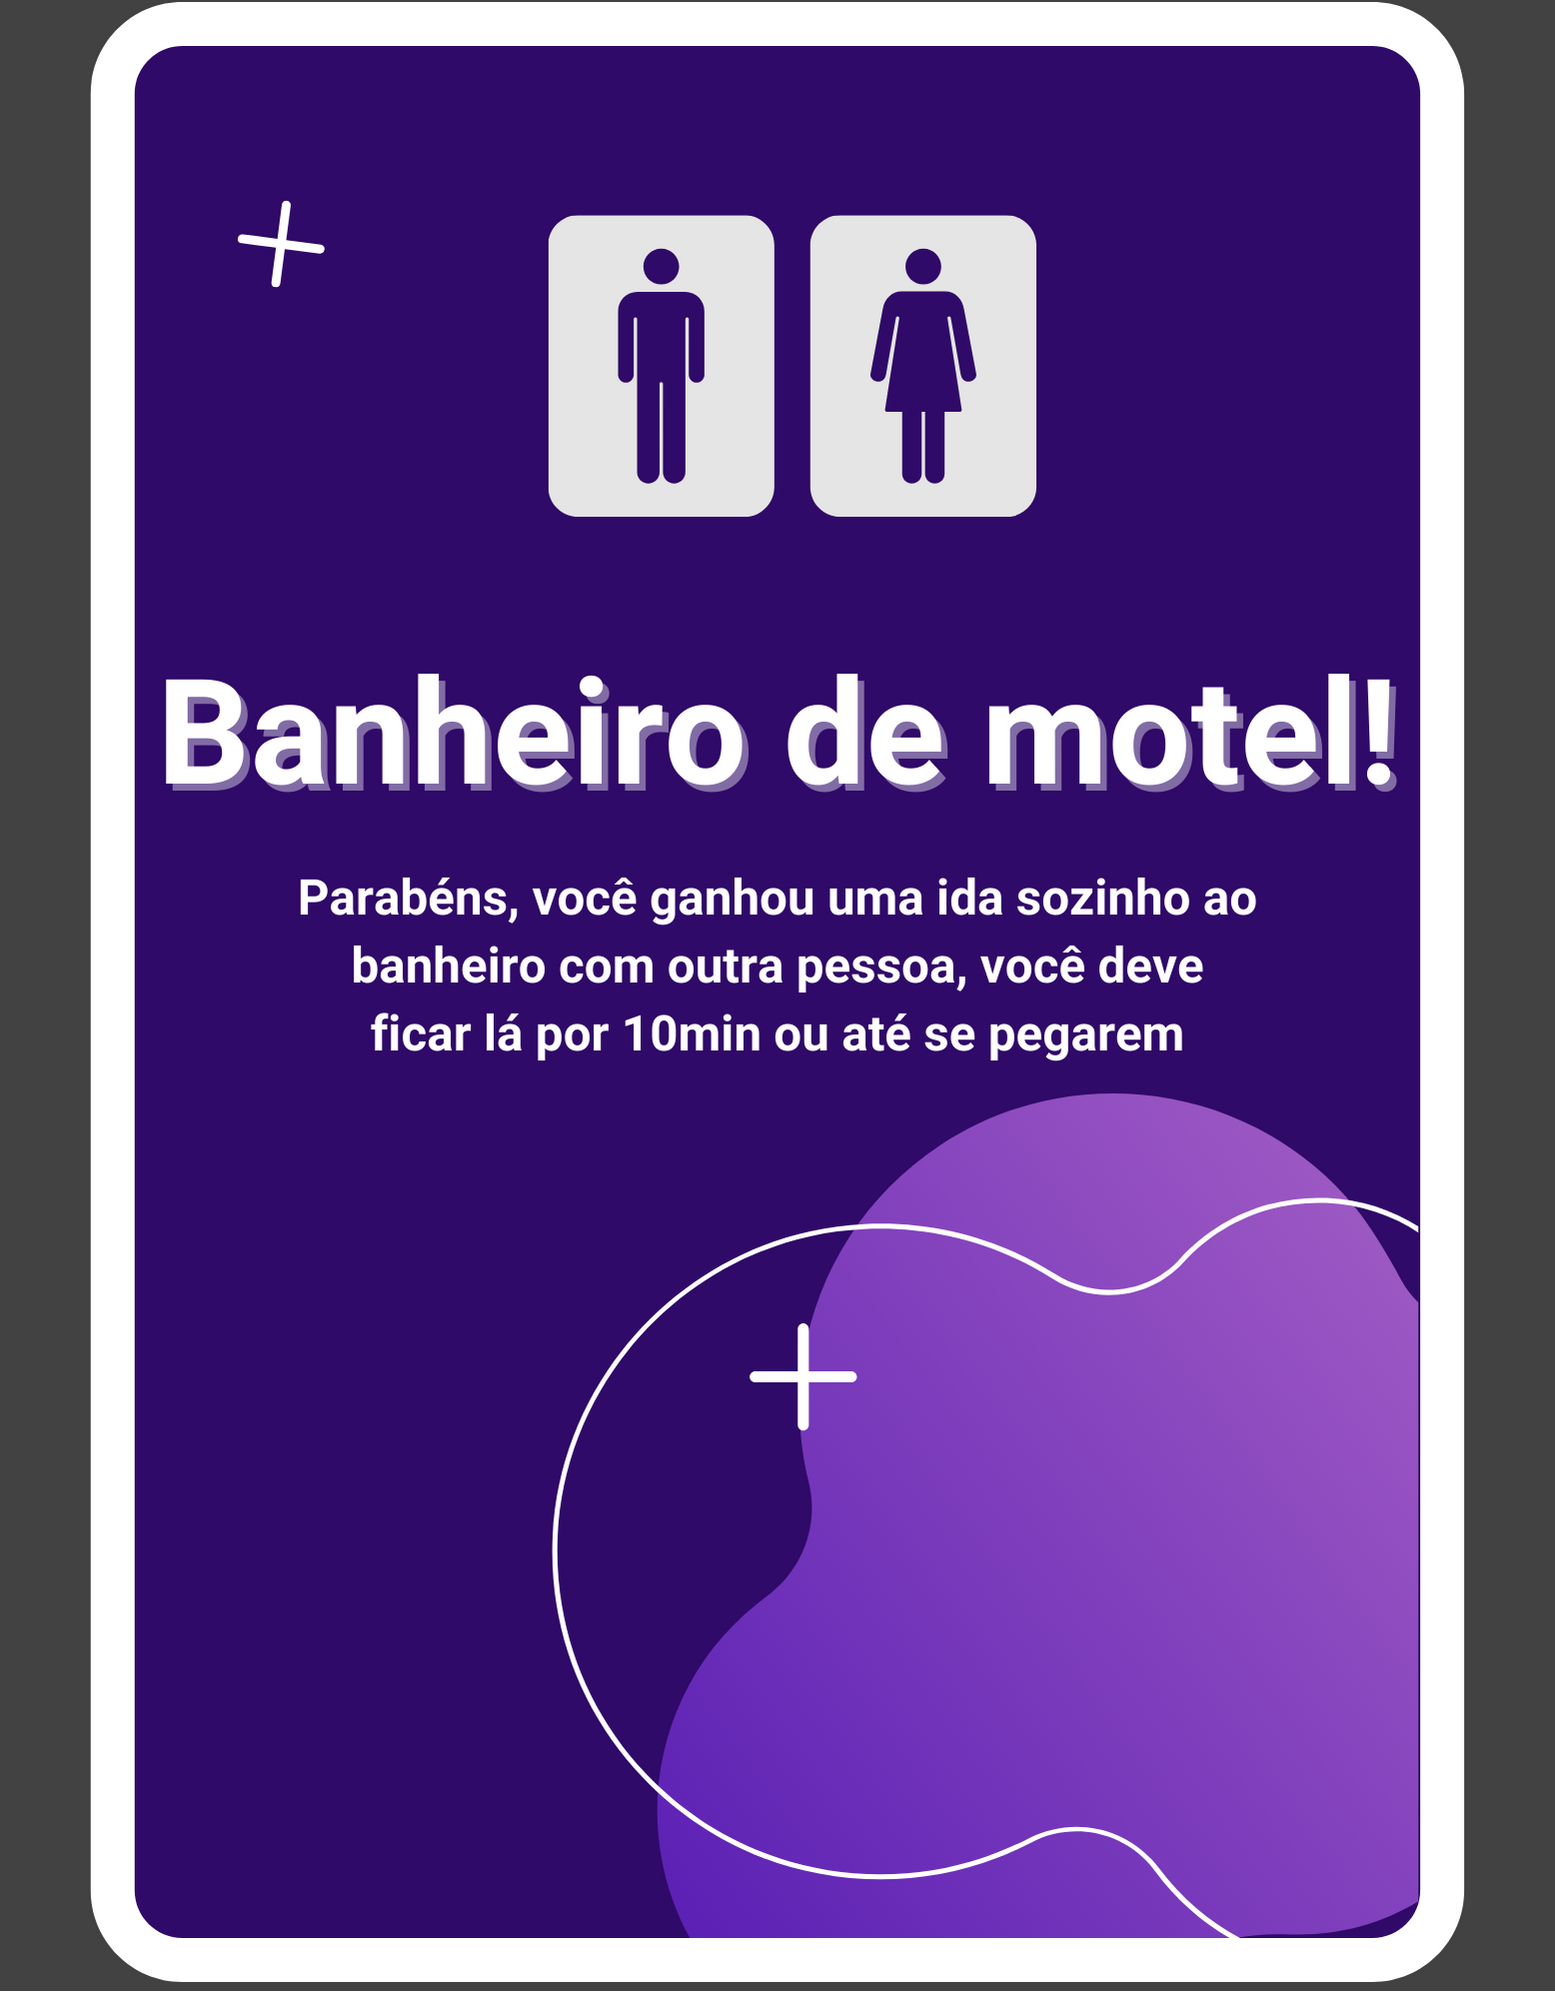 Banheiro de motel!
Parabéns, você ganhou uma ida sozinho ao
banheiro com outra pessoa, você deve
ficar lá por 10min ou até se pegarem